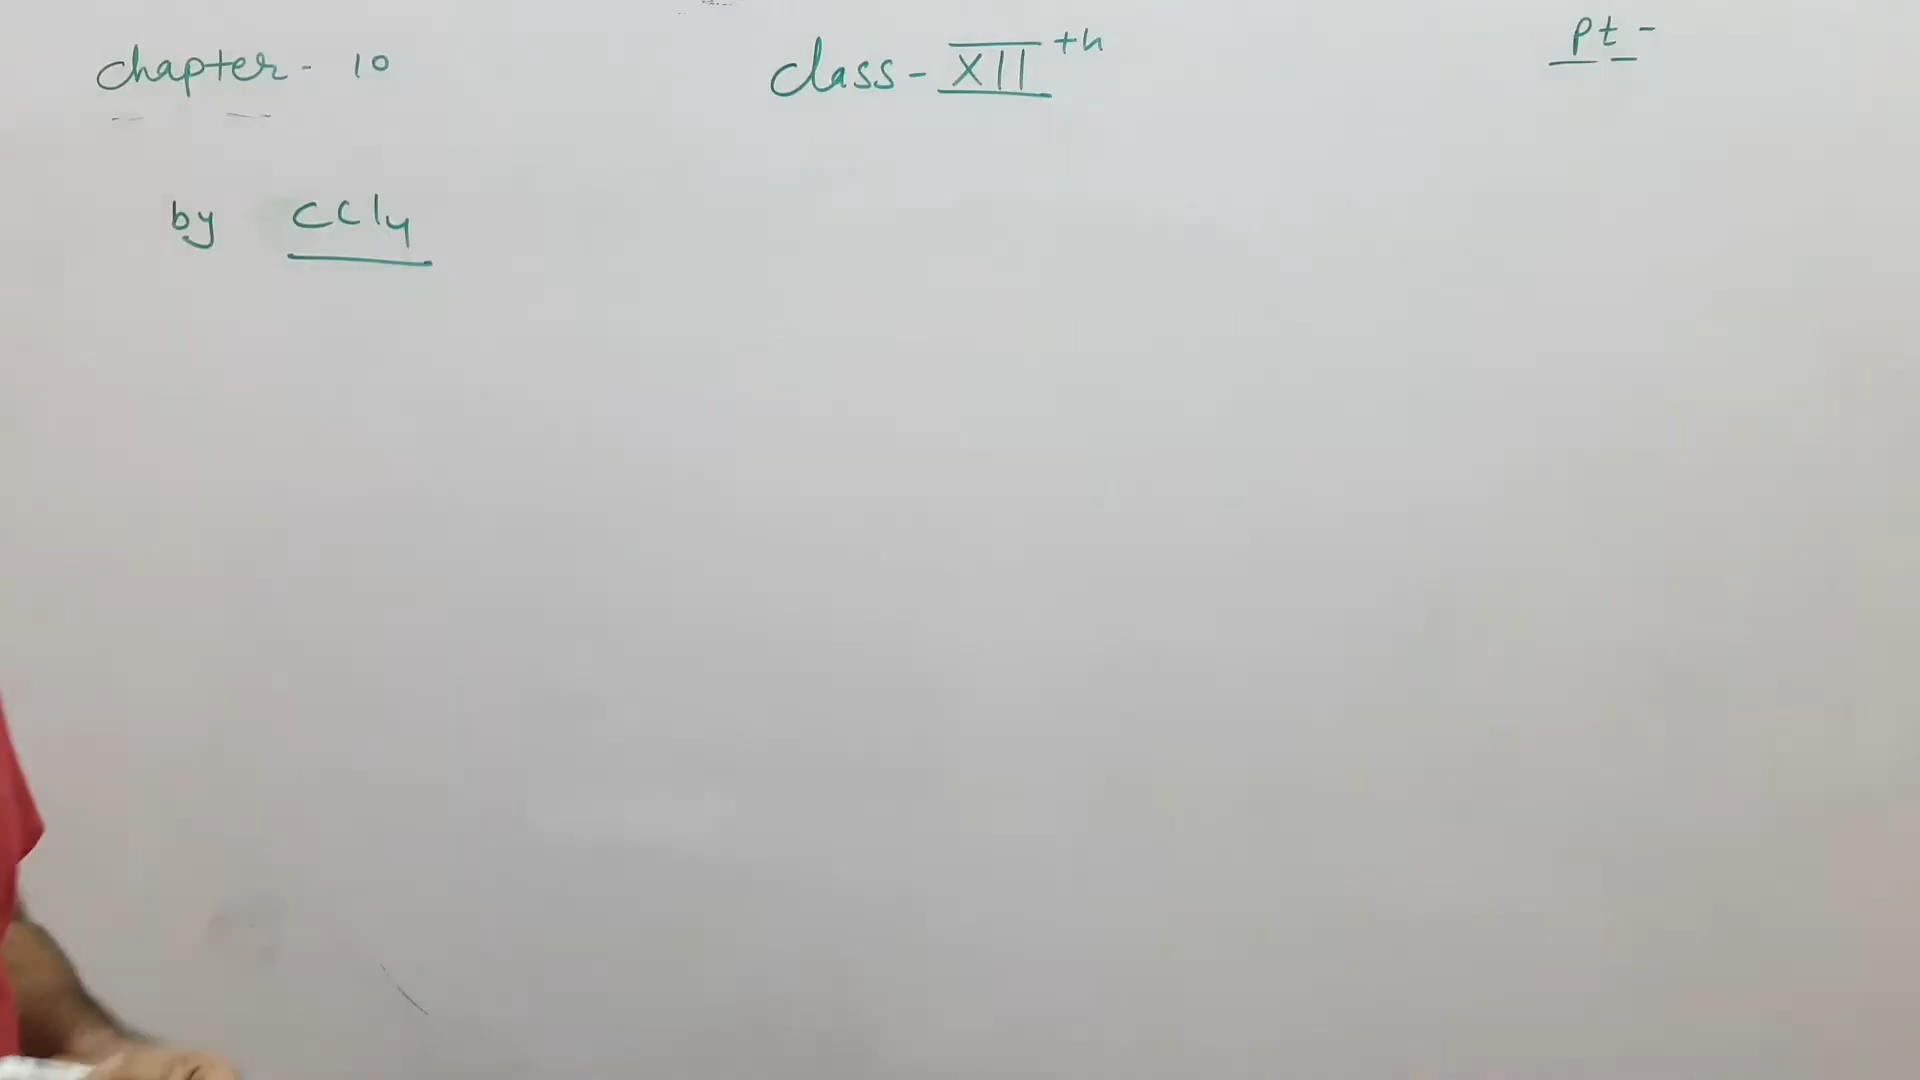 chapter - 10
class - XII th
pt -
by CCl4